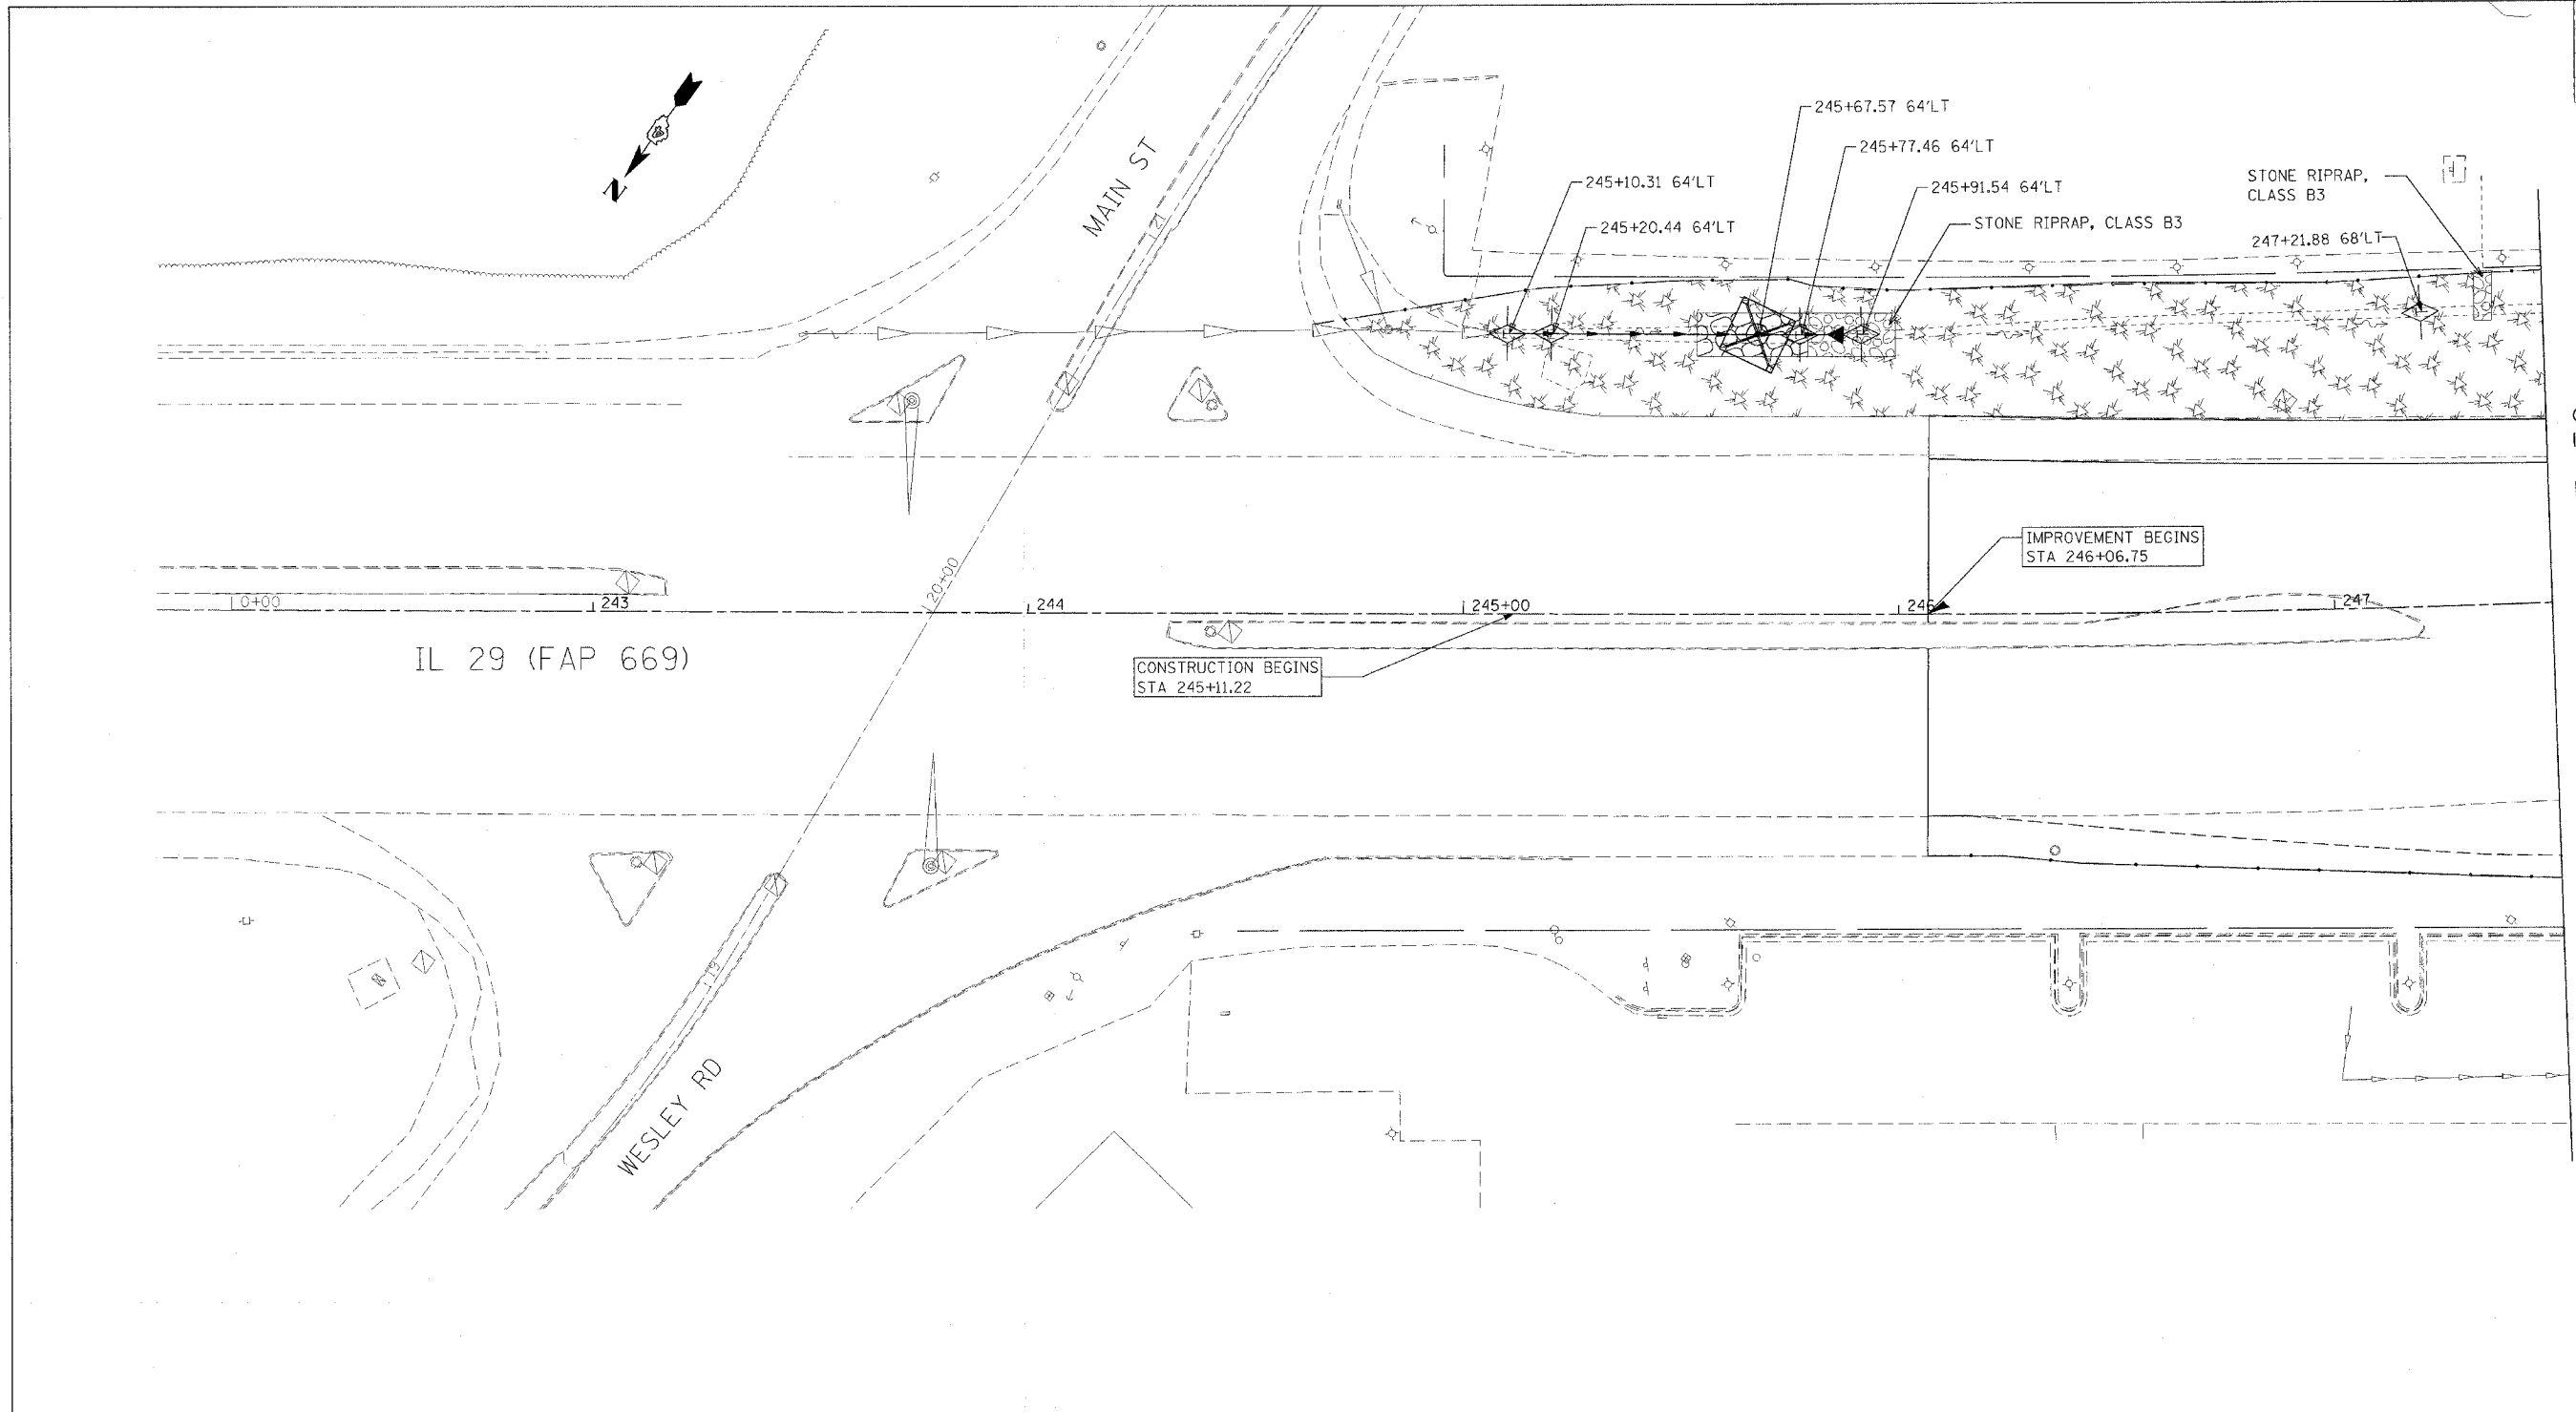 N
MAIN ST
21
245+67.57 64'LT
245+77.46 64'LT
245+10.31 64'LT
245+91.54 64'LT
245+20.44 64'LT
STONE RIPRAP, CLASS B3
STONE RIPRAP,
CLASS B3
247+21.88 68'LT
IMPROVEMENT BEGINS
STA 246+06.75
20+00
0+00
243
244
245+00
246
247
IL 29 (FAP 669)
CONSTRUCTION BEGINS
STA 245+11.22
19
WESLEY RD